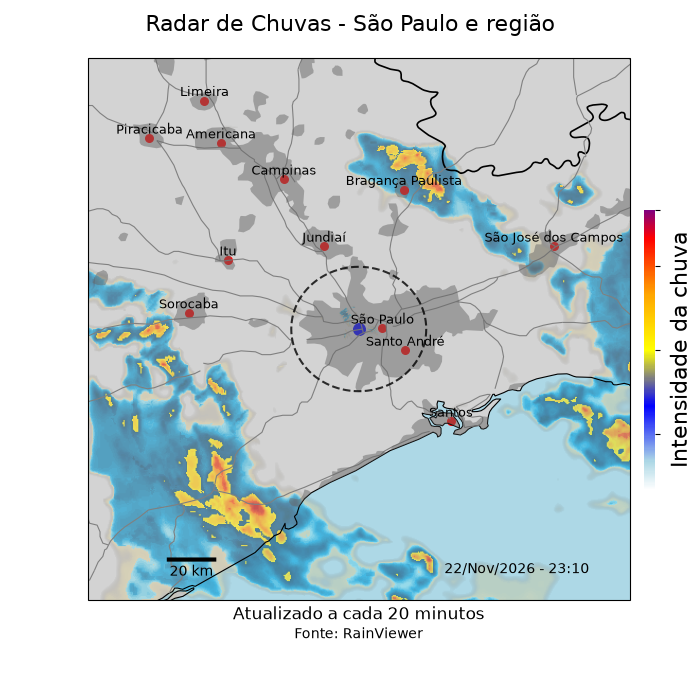 Radar de Chuvas - São Paulo e região
Limeira
Piracicaba
Americana
Campinas
Bragança Paulista
Jundiaí
São José dos Campos
Itu
Sorocaba
São Paulo
Santo André
Santos
Intensidade da chuva
20 km
22/Nov/2026 - 23:10
Atualizado a cada 20 minutos
Fonte: RainViewer